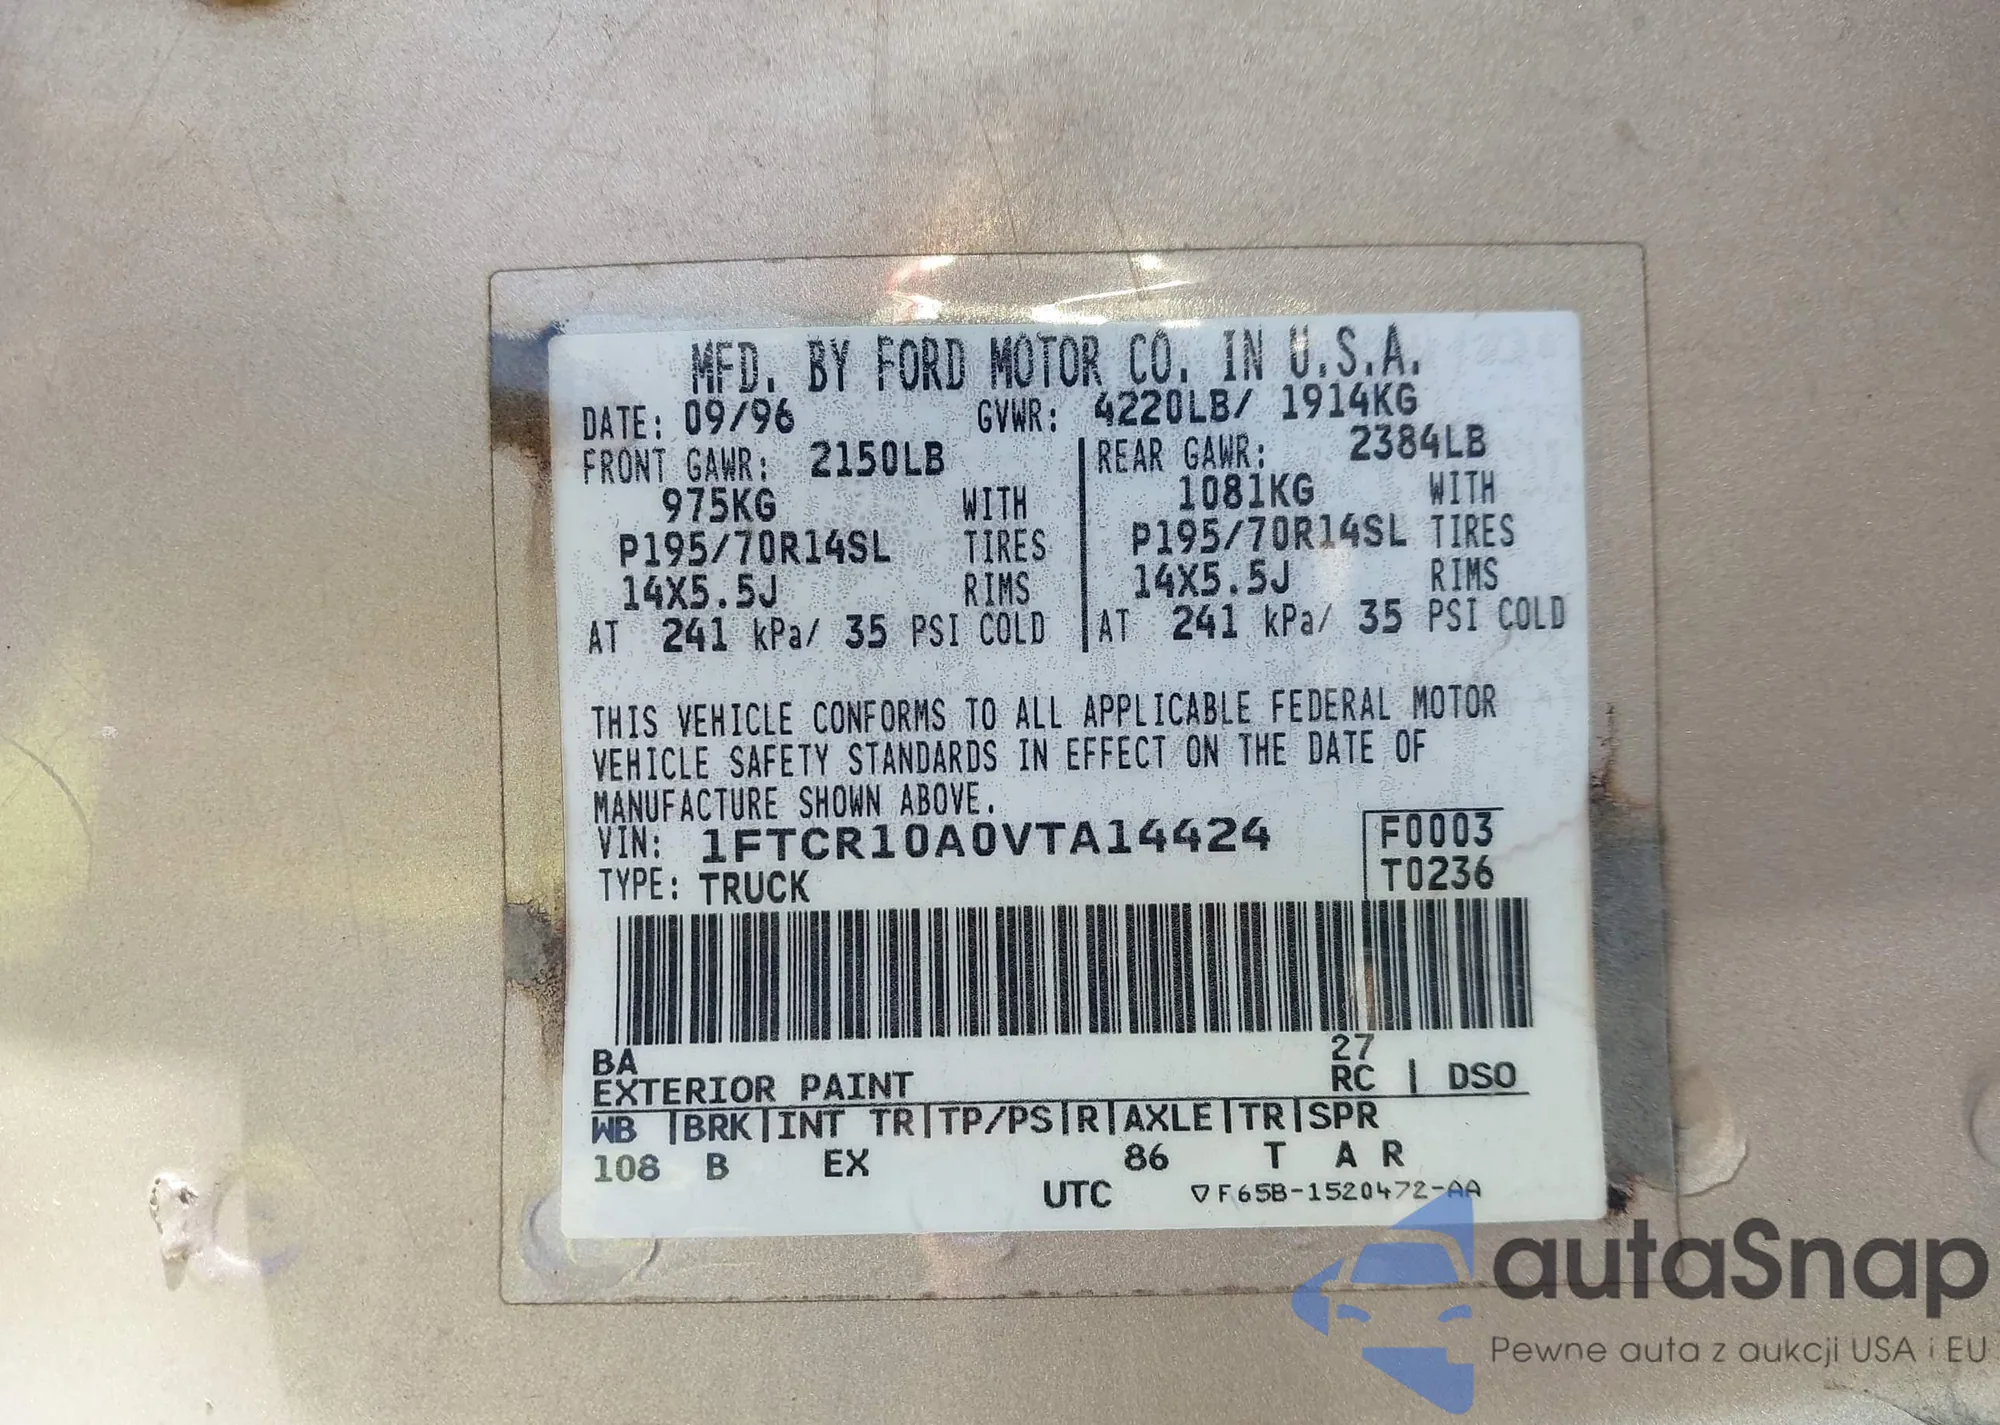 MFD. BY FORD MOTOR CO. IN U.S.A.
DATE: 09/96 GVWR: 4220LB/ 1914KG
FRONT GAWR: 2150LB REAR GAWR: 2384LB
975KG WITH 1081KG WITH
P195/70R14SL TIRES P195/70R14SL TIRES
14X5.5J RIMS 14X5.5J RIMS
AT 241 kPa/ 35 PSI COLD AT 241 kPa/ 35 PSI COLD
THIS VEHICLE CONFORMS TO ALL APPLICABLE FEDERAL MOTOR
VEHICLE SAFETY STANDARDS IN EFFECT ON THE DATE OF
MANUFACTURE SHOWN ABOVE.
VIN: 1FTCR10A0VTA14424 F0003
TYPE: TRUCK T0236
BA 27
EXTERIOR PAINT RC | DSO
WB |BRK|INT TR|TP/PS|R|AXLE|TR|SPR
108 B EX 86 T A R
UTC ▽F65B-1520472-AA
autaSnap
Pewne auta z aukcji USA i EU